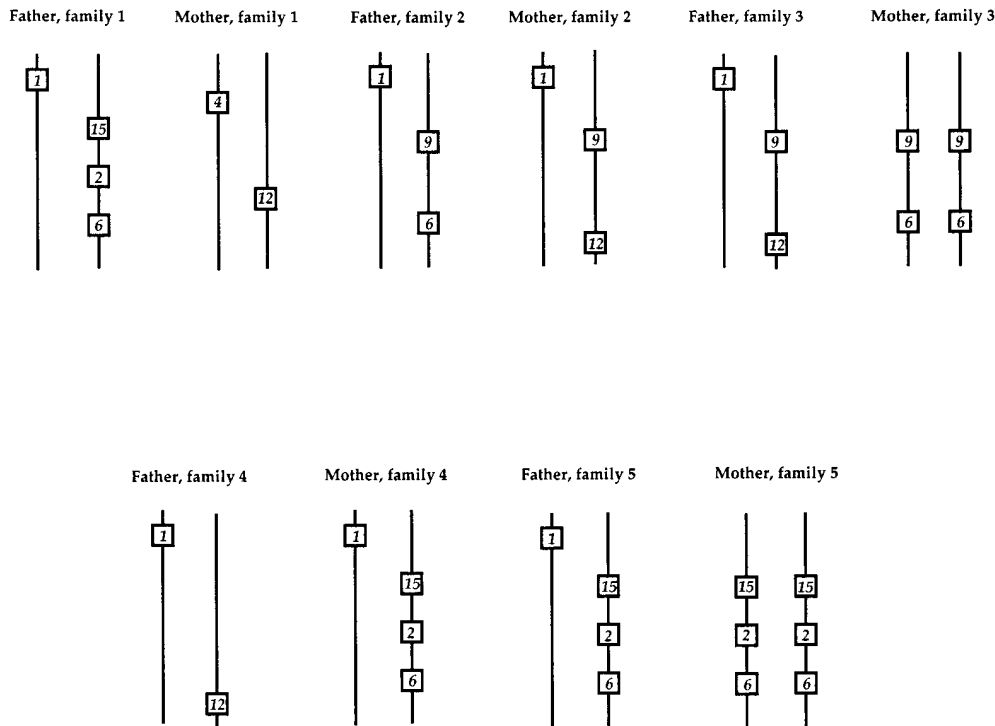 Father, family 1 Mother, family 1 Father, family 2 Mother, family 2 Father, family 3 Mother, family 3
1 1 1 1
4
15
9 9 9 9 9
2
12
6 6 6 6
12 12
Father, family 4 Mother, family 4 Father, family 5 Mother, family 5
1 1 1
15 15 15 15
2 2 2 2
6 6 6 6
12